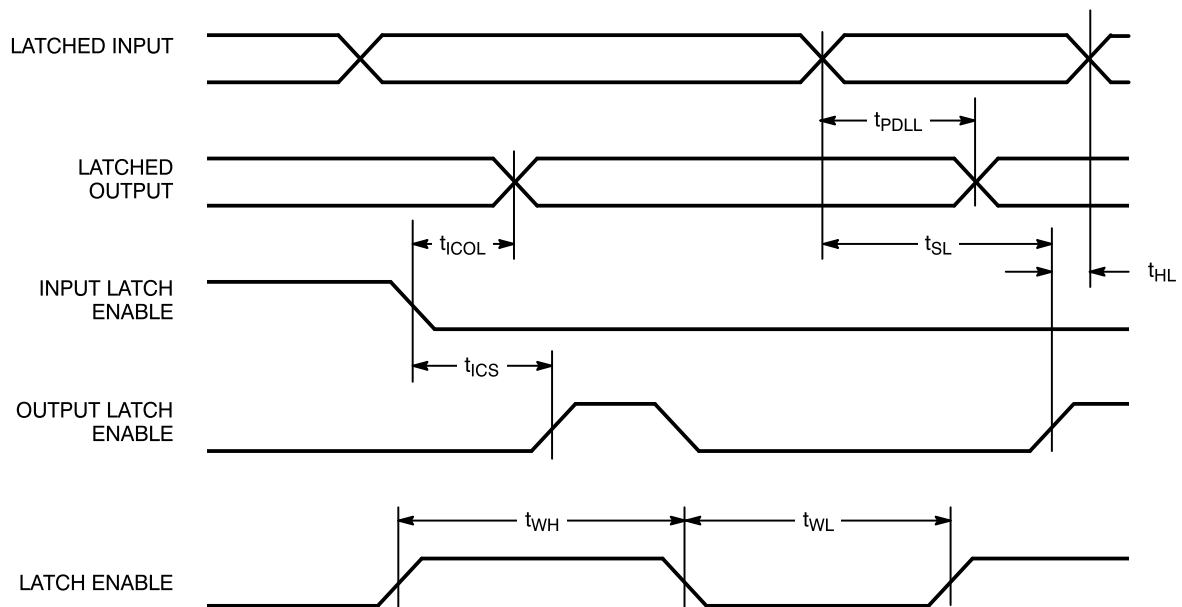 LATCHED INPUT
tPDLL
LATCHED
OUTPUT
tICOL
tSL
tHL
INPUT LATCH
ENABLE
tICS
OUTPUT LATCH
ENABLE
tWH
tWL
LATCH ENABLE